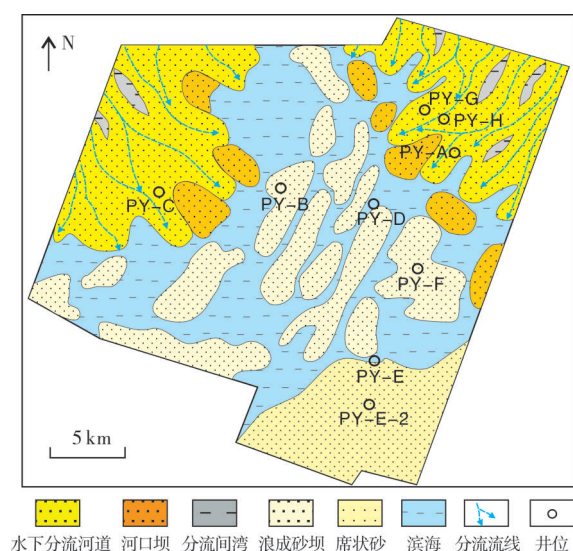 N
PY-G
PY-H
PY-A
PY-C
PY-B
PY-D
PY-F
PY-E
PY-E-2
5 km
水下分流河道 河口坝 分流间湾 浪成砂坝 席状砂 滨海 分流流线 井位